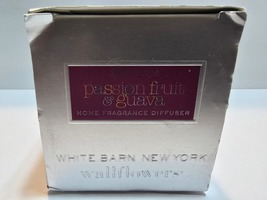 passion fruit
& guava
HOME FRAGRANCE DIFFUSER
WHITE BARN NEW YORK
wallflowers